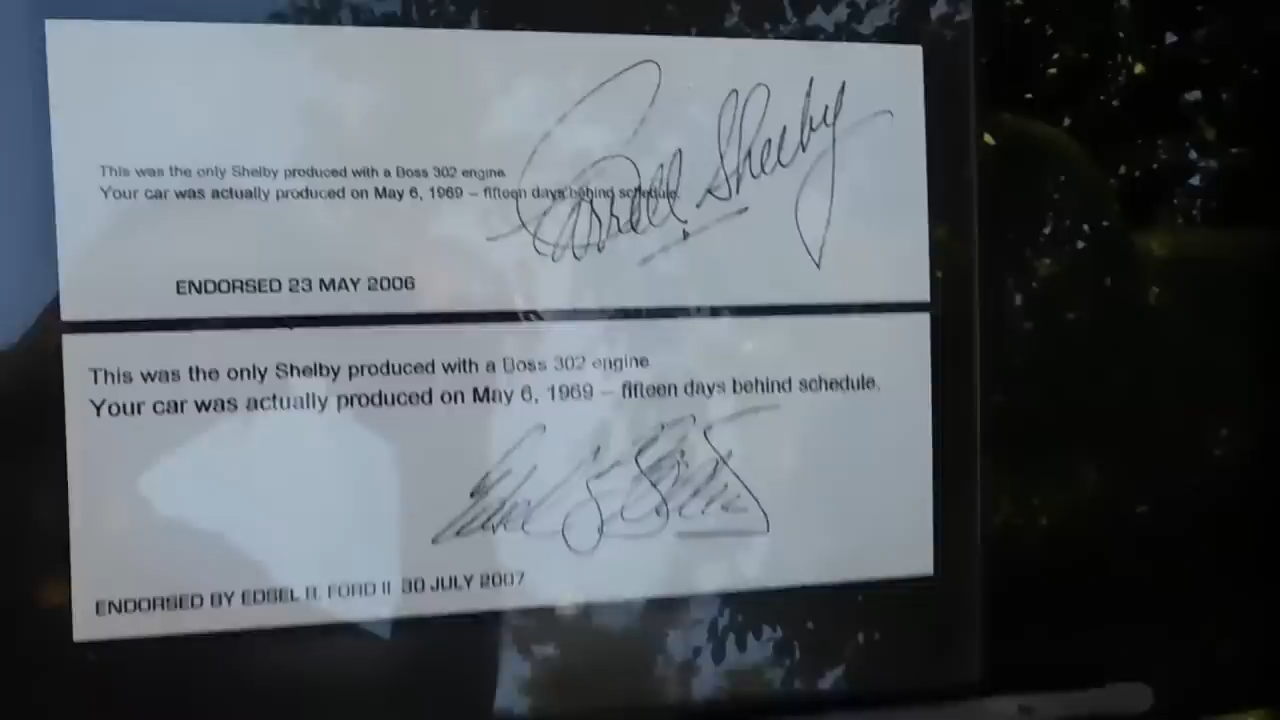 This was the only Shelby produced with a Boss 302 engine
Your car was actually produced on May 6, 1969 – fifteen days behind schedule.
Carroll Shelby
ENDORSED 23 MAY 2006
This was the only Shelby produced with a Boss 302 engine
Your car was actually produced on May 6, 1969 – fifteen days behind schedule.
ENDORSED BY EDSEL B. FORD II 30 JULY 2007